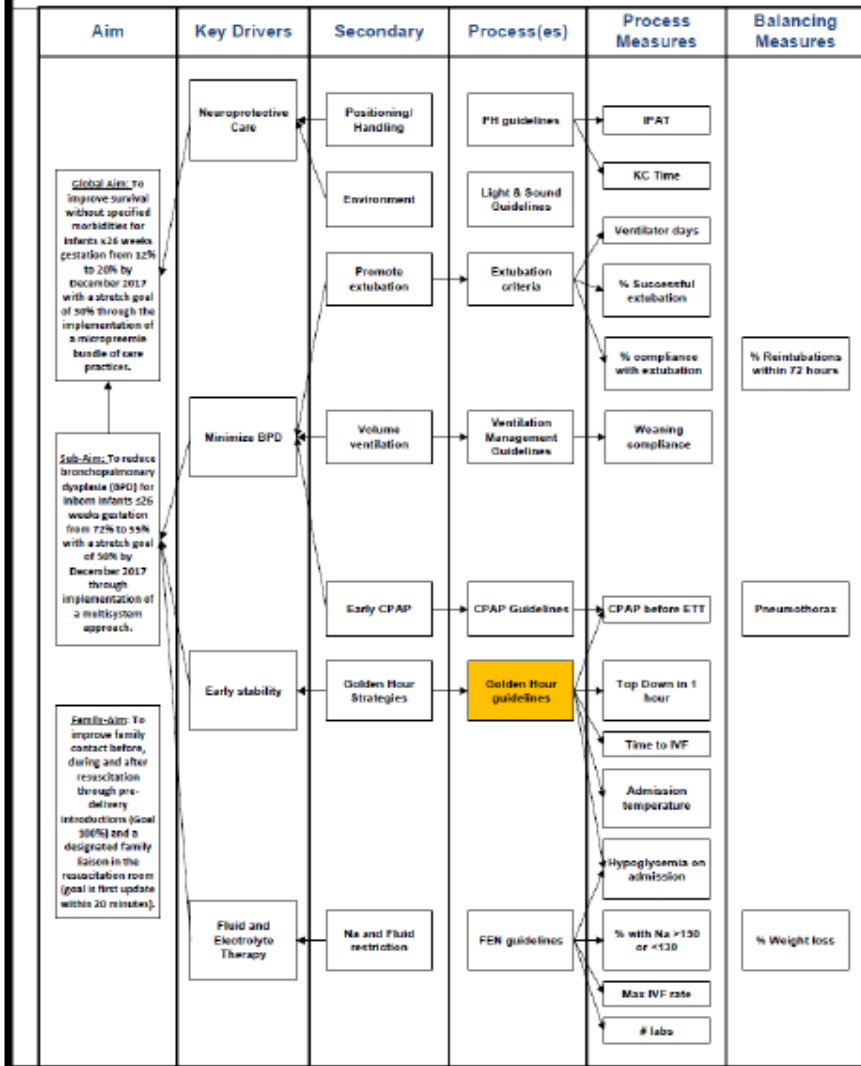 Aim
Key Drivers
Secondary
Process(es)
Process
Measures
Balancing
Measures
Global Aim: To
improve survival
without specified
morbidities for
infants ≤26 weeks
gestation from 12%
to 20% by
December 2017
with a stretch goal
of 30% through the
implementation of
a micropreemie
bundle of care
practices.
Sub-Aim: To reduce
bronchopulmonary
dysplasia (BPD) for
inborn infants ≤26
weeks gestation
from 72% to 55%
with a stretch goal
of 50% by
December 2017
through
implementation of
a multisystem
approach.
Family-Aim: To
improve family
contact before,
during and after
resuscitation
through pre-
delivery
introductions (Goal
100%) and a
designated family
liaison in the
resuscitation room
(goal is first update
within 20 minutes).
Neuroprotective
Care
Minimize BPD
Early stability
Fluid and
Electrolyte
Therapy
Positioning/
Handling
Environment
Promote
extubation
Volume
ventilation
Early CPAP
Golden Hour
Strategies
Na and Fluid
restriction
PH guidelines
Light & Sound
Guidelines
Extubation
criteria
Ventilation
Management
Guidelines
CPAP Guidelines
Golden Hour
guidelines
FEN guidelines
IPAT
KC Time
Ventilator days
% Successful
extubation
% compliance
with extubation
Weaning
compliance
CPAP before ETT
Top Down in 1
hour
Time to IVF
Admission
temperature
Hypoglycemia on
admission
% with Na >150
or <130
Max IVF rate
# labs
% Reintubations
within 72 hours
Pneumothorax
% Weight loss